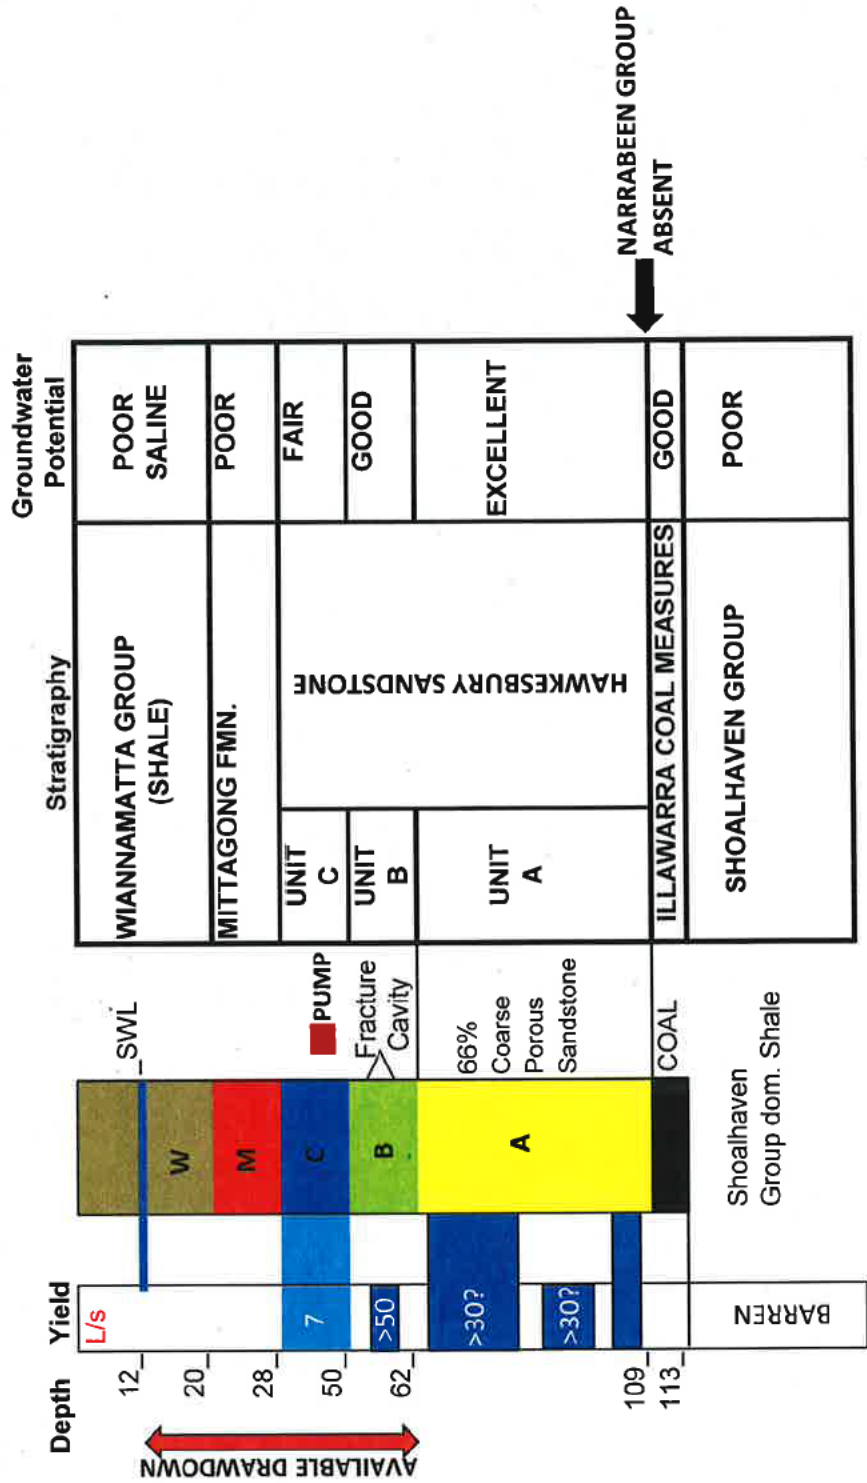 Depth
Yield
Stratigraphy
Groundwater
Potential
L/s
12
_SWL
20
28
50
62
109
113
AVAILABLE DRAWDOWN
7
>50
>30?
>30?
BARREN
W
M
C
B
A
PUMP
Fracture
Cavity
66%
Coarse
Porous
Sandstone
COAL
Shoalhaven
Group dom. Shale
WIANNAMATTA GROUP
(SHALE)
POOR
SALINE
MITTAGONG FMN.
POOR
UNIT
C
FAIR
UNIT
B
GOOD
UNIT
A
HAWKESBURY SANDSTONE
EXCELLENT
ILLAWARRA COAL MEASURES
GOOD
SHOALHAVEN GROUP
POOR
NARRABEEN GROUP
ABSENT